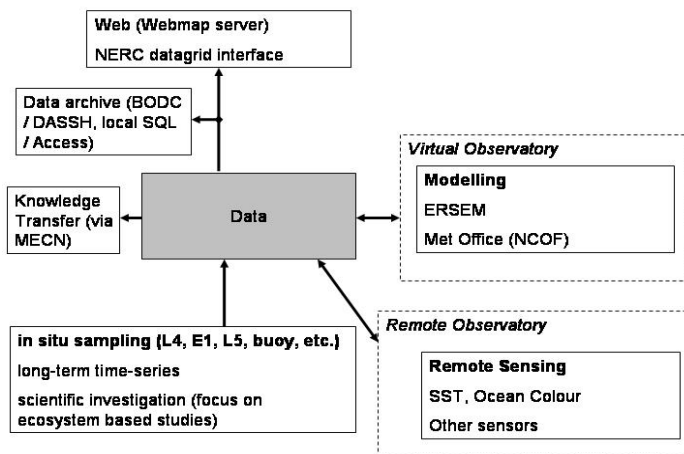 Web (Webmap server)
NERC datagrid interface
Data archive (BODC
/ DASSH, local SQL
/ Access)
Virtual Observatory
Modelling
ERSEM
Met Office (NCOF)
Knowledge
Transfer (via
MECN)
Data
in situ sampling (L4, E1, L5, buoy, etc.)
long-term time-series
scientific investigation (focus on
ecosystem based studies)
Remote Observatory
Remote Sensing
SST, Ocean Colour
Other sensors